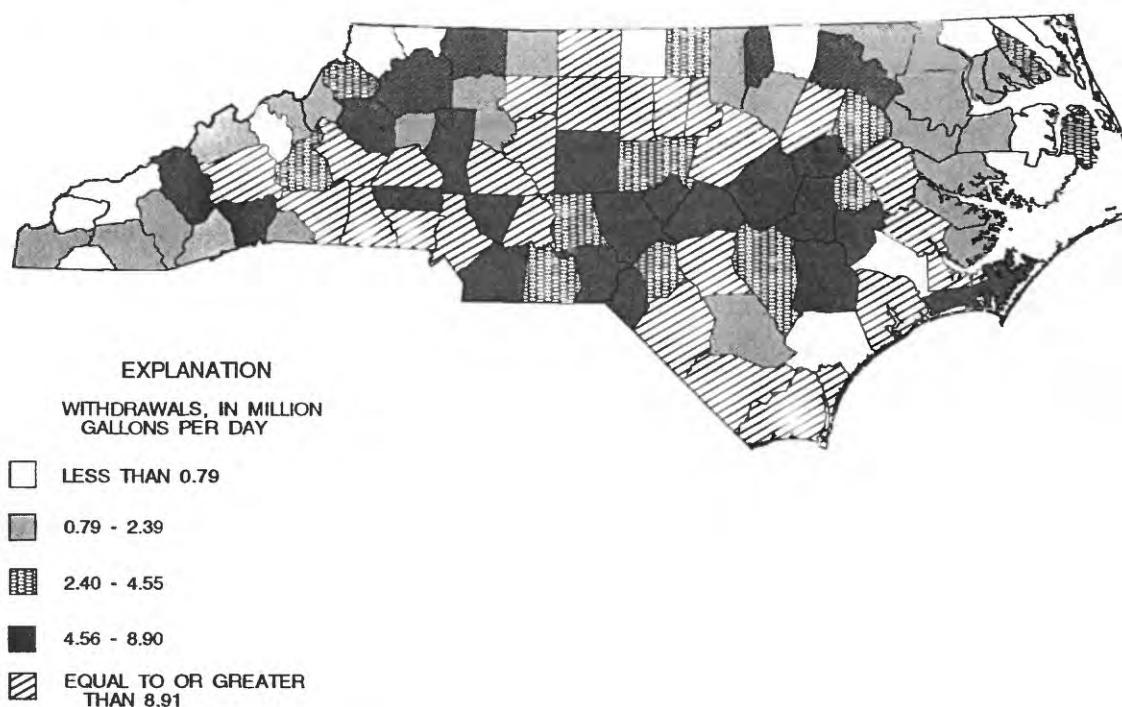 EXPLANATION
WITHDRAWALS, IN MILLION
GALLONS PER DAY
LESS THAN 0.79
0.79 - 2.39
2.40 - 4.55
4.56 - 8.90
EQUAL TO OR GREATER
THAN 8.91